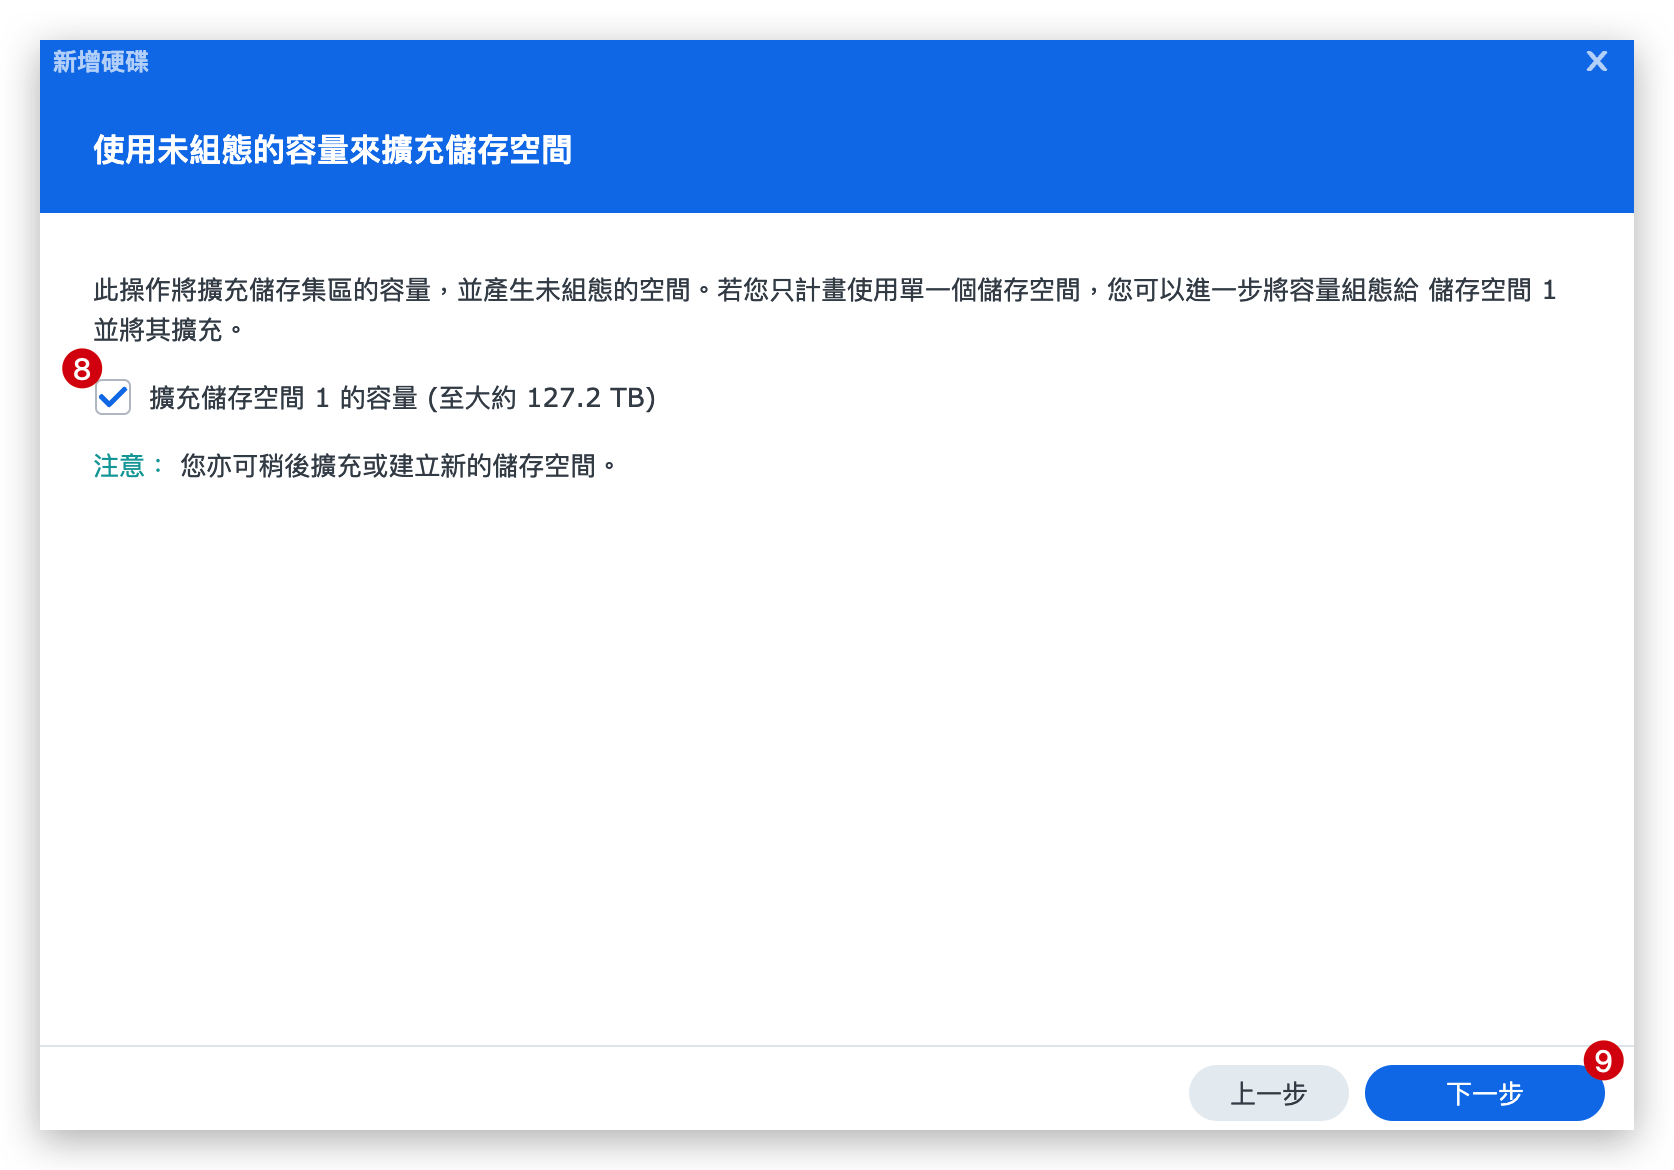 新增硬碟
使用未組態的容量來擴充儲存空間
此操作將擴充儲存集區的容量，並產生未組態的空間。若您只計畫使用單一個儲存空間，您可以進一步將容量組態給 儲存空間 1
並將其擴充。
8
擴充儲存空間 1 的容量 (至大約 127.2 TB)
注意： 您亦可稍後擴充或建立新的儲存空間。
9
上一步 下一步